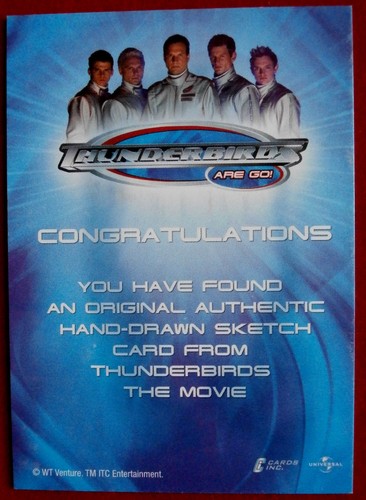 THUNDERBIRDS
ARE GO!
CONGRATULATIONS
YOU HAVE FOUND
AN ORIGINAL AUTHENTIC
HAND-DRAWN SKETCH
CARD FROM
THUNDERBIRDS
THE MOVIE
© WT Venture. TM ITC Entertainment.
CARDS INC.
UNIVERSAL